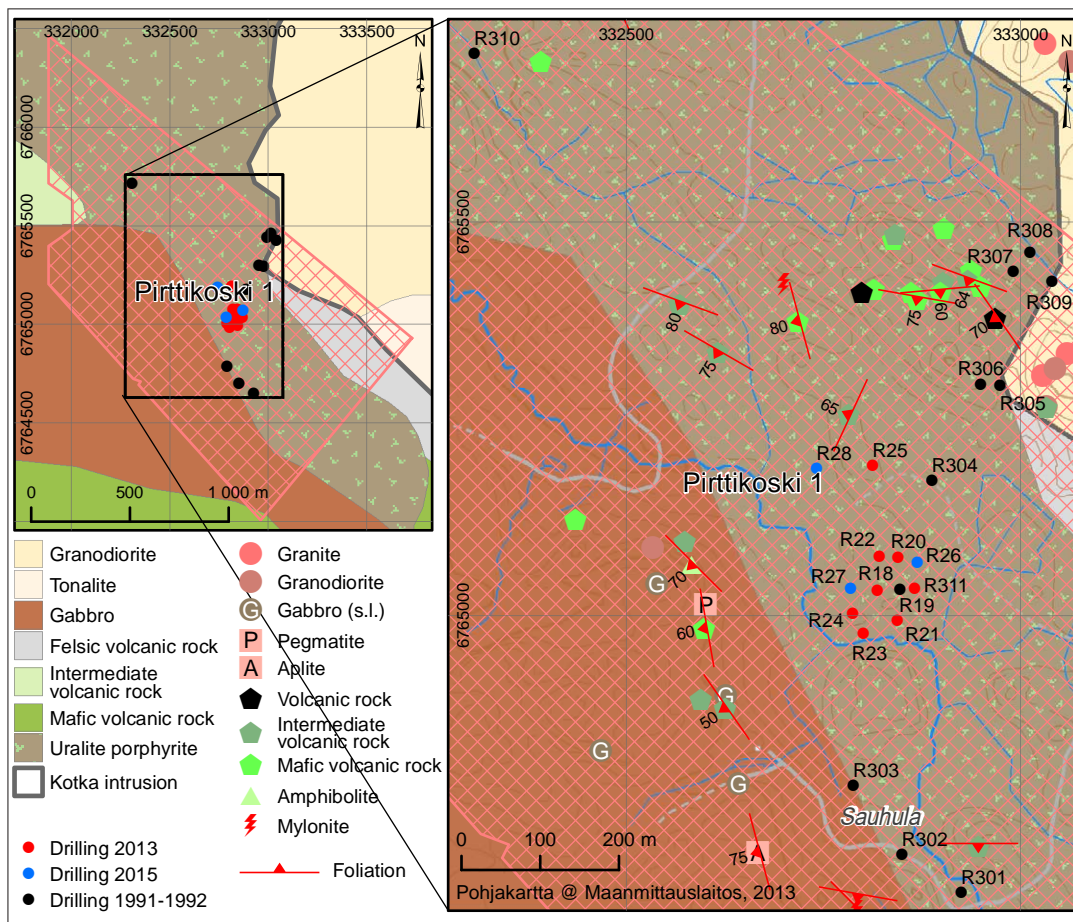 332000
332500
333000
333500
N
6766000
6765500
6765000
6764500
Pirttikoski 1
0
500
1 000 m
Granodiorite
Tonalite
Gabbro
Felsic volcanic rock
Intermediate
volcanic rock
Mafic volcanic rock
Uralite porphyrite
Kotka intrusion
Drilling 2013
Drilling 2015
Drilling 1991-1992
Granite
Granodiorite
G Gabbro (s.l.)
P Pegmatite
A Aplite
Volcanic rock
Intermediate
volcanic rock
Mafic volcanic rock
Amphibolite
Mylonite
Foliation
R310
332500
333000
N
6765500
6765000
R308
R307
R309
64
60
75
70
80
80
75
R306
R305
65
R28
R25
R304
Pirttikoski 1
R22
R20
R26
R27
R18
R311
R19
R24
R21
R23
70
G
P
60
G
50
G
G
R303
Sauhula
R302
75
A
R301
0
100
200 m
Pohjakartta @ Maanmittauslaitos, 2013